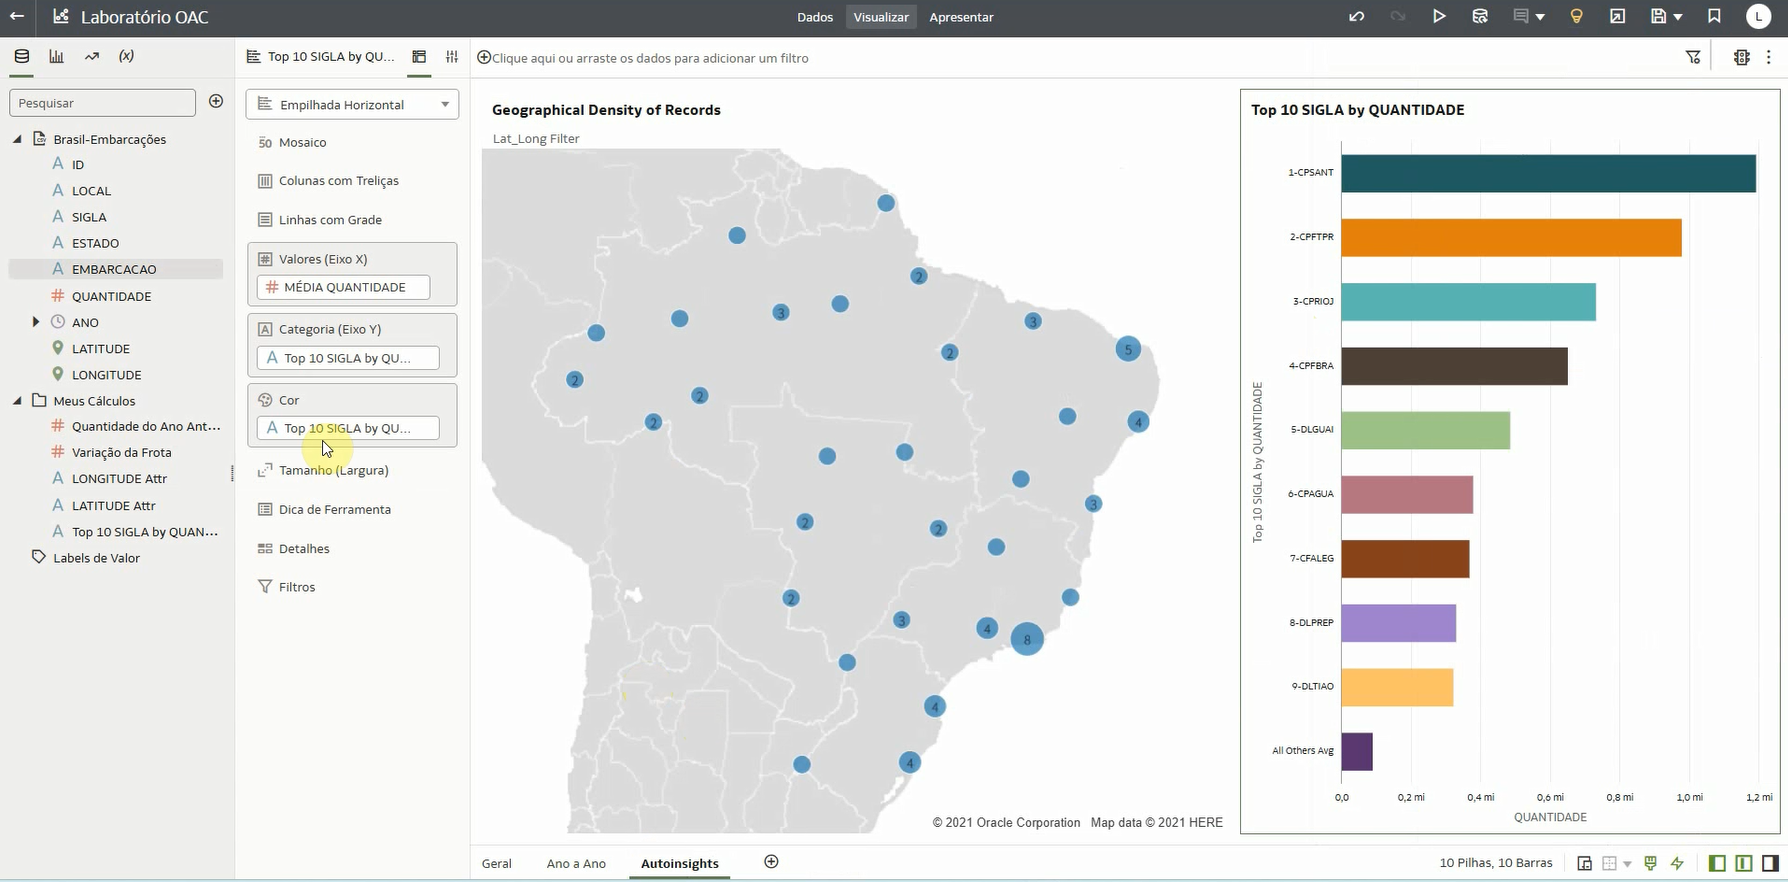 Laboratório OAC
Dados
Visualizar
Apresentar
L
(x)
Top 10 SIGLA by QU...
Clique aqui ou arraste os dados para adicionar um filtro
Pesquisar
Brasil-Embarcações
A ID
A LOCAL
A SIGLA
A ESTADO
A EMBARCACAO
# QUANTIDADE
ANO
LATITUDE
LONGITUDE
Meus Cálculos
# Quantidade do Ano Ant...
# Variação da Frota
A LONGITUDE Attr
A LATITUDE Attr
A Top 10 SIGLA by QUAN...
Labels de Valor
Empilhada Horizontal
50 Mosaico
Colunas com Treliças
Linhas com Grade
# Valores (Eixo X)
# MÉDIA QUANTIDADE
A Categoria (Eixo Y)
A Top 10 SIGLA by QU...
Cor
A Top 10 SIGLA by QU...
Tamanho (Largura)
Dica de Ferramenta
Detalhes
Filtros
Geographical Density of Records
Lat_Long Filter
2
3
3
5
2
2
2
4
2
3
2
2
2
3
4
8
4
4
© 2021 Oracle Corporation Map data © 2021 HERE
Top 10 SIGLA by QUANTIDADE
Top 10 SIGLA by QUANTIDADE
1-CPSANT
2-CPFTPR
3-CPRIOJ
4-CPFBRA
5-DLGUAI
6-CPAGUA
7-CFALEG
8-DLPREP
9-DLTIAO
All Others Avg
0,0 0,2 mi 0,4 mi 0,6 mi 0,8 mi 1,0 mi 1,2 mi
QUANTIDADE
Geral
Ano a Ano
Autoinsights
10 Pilhas, 10 Barras